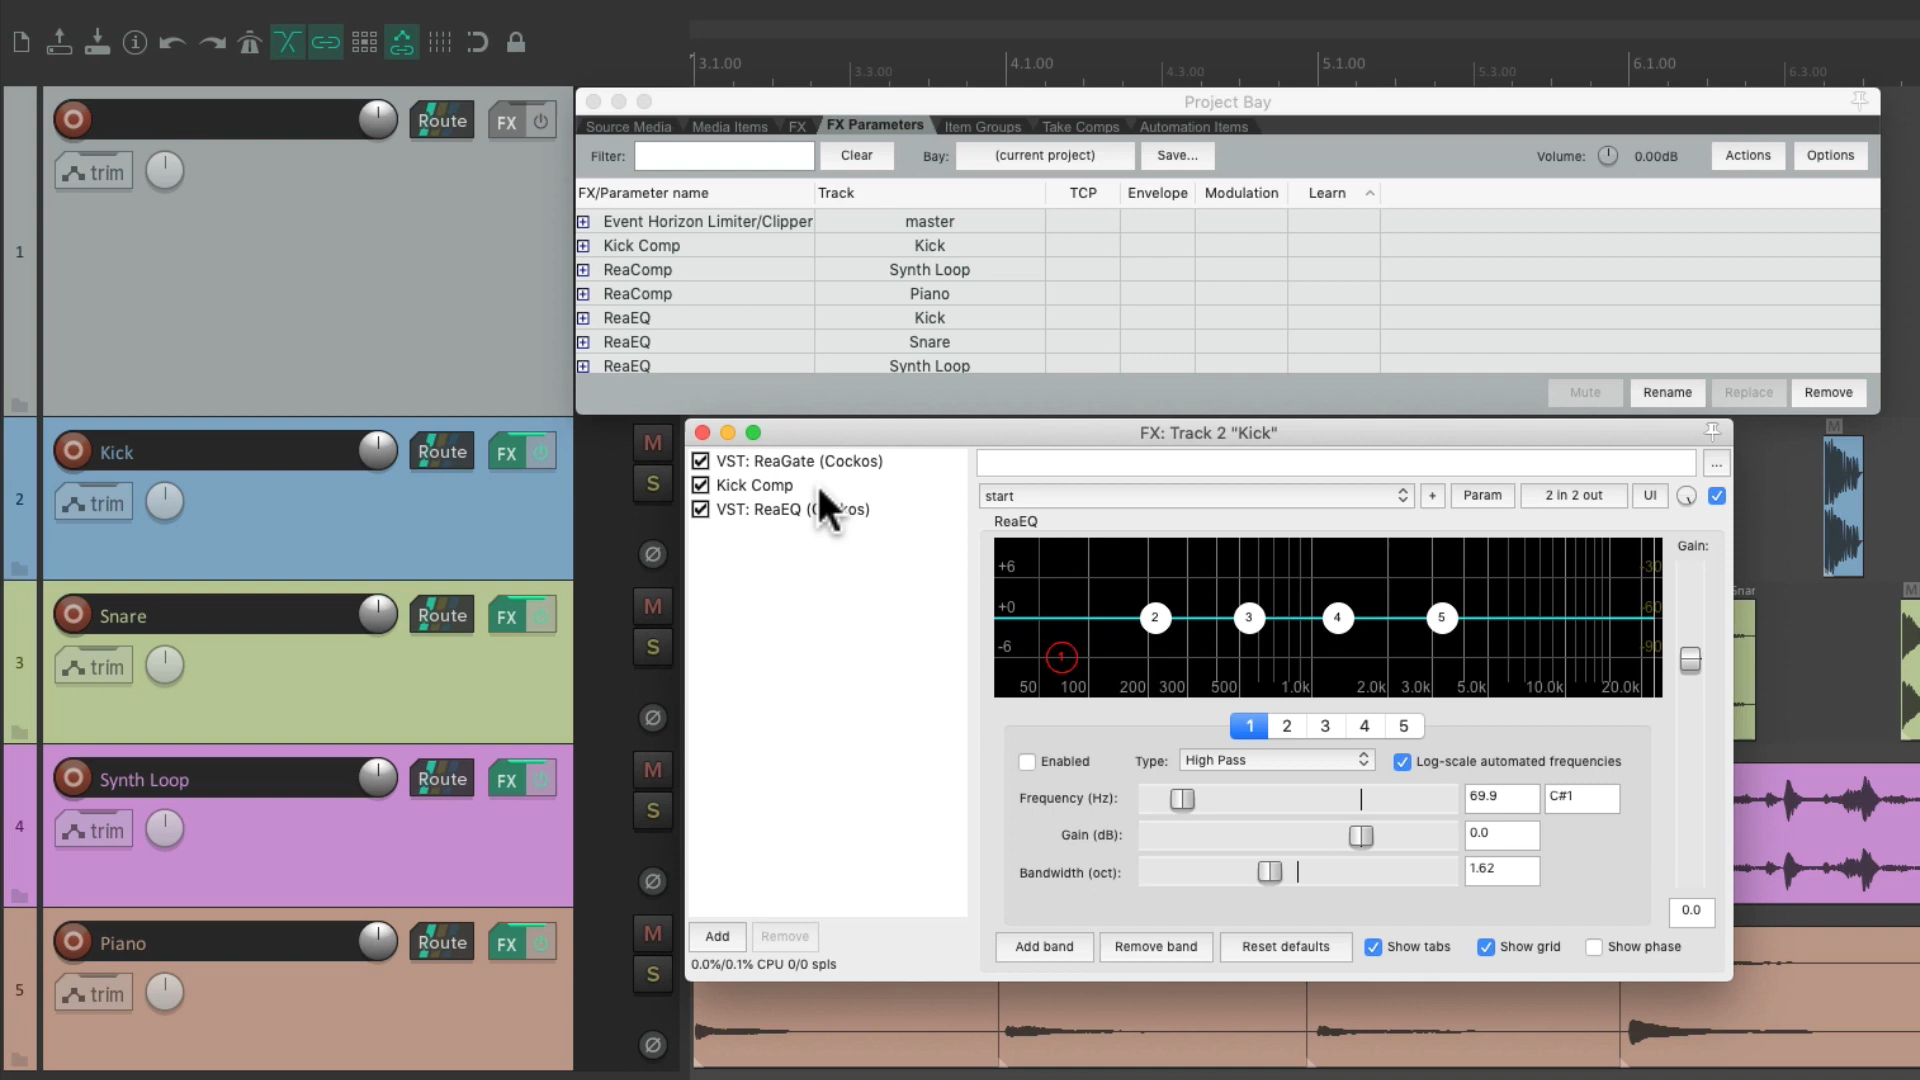 3.1.00 4.1.00 5.1.00 6.1.00
3.3.00 4.3.00 5.3.00 6.3.00
Project Bay
Source Media Media Items FX FX Parameters Item Groups Take Comps Automation Items
Filter: Clear Bay: (current project) Save... Volume: 0.00dB Actions Options
FX/Parameter name Track TCP Envelope Modulation Learn
Event Horizon Limiter/Clipper master
Kick Comp Kick
ReaComp Synth Loop
ReaComp Piano
ReaEQ Kick
ReaEQ Snare
ReaEQ Synth Loop
Mute Rename Replace Remove
1
Route FX
trim
2
Kick Route FX
trim
M
S
3
Snare Route FX
trim
M
S
4
Synth Loop Route FX
trim
M
S
5
Piano Route FX
trim
M
S
FX: Track 2 "Kick"
VST: ReaGate (Cockos)
Kick Comp
VST: ReaEQ
...
start + Param 2 in 2 out UI
ReaEQ
Gain:
+6 -30
+0 -60
-6 -90
1 2 3 4 5
50 100 200 300 500 1.0k 2.0k 3.0k 5.0k 10.0k 20.0k
1 2 3 4 5
Enabled Type: High Pass Log-scale automated frequencies
Frequency (Hz): 69.9 C#1
Gain (dB): 0.0
Bandwidth (oct): 1.62
0.0
Add band Remove band Reset defaults Show tabs Show grid Show phase
Add Remove
0.0%/0.1% CPU 0/0 spls
M
M